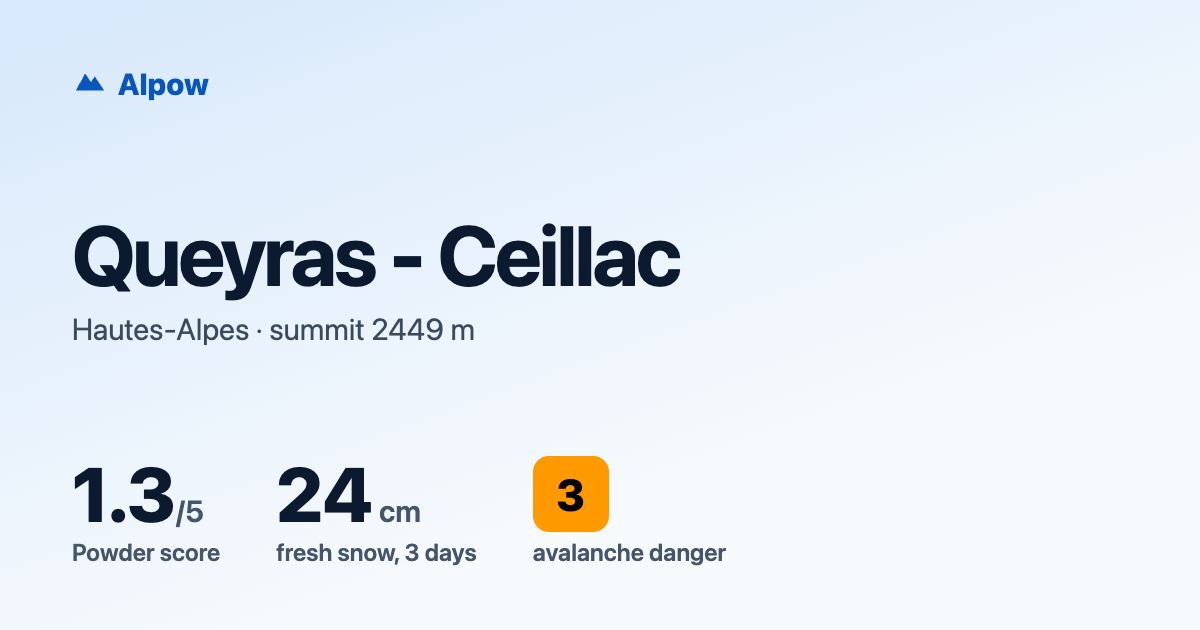 Alpow
Queyras - Ceillac
Hautes-Alpes · summit 2449 m
1.3/5
Powder score
24 cm
fresh snow, 3 days
3
avalanche danger